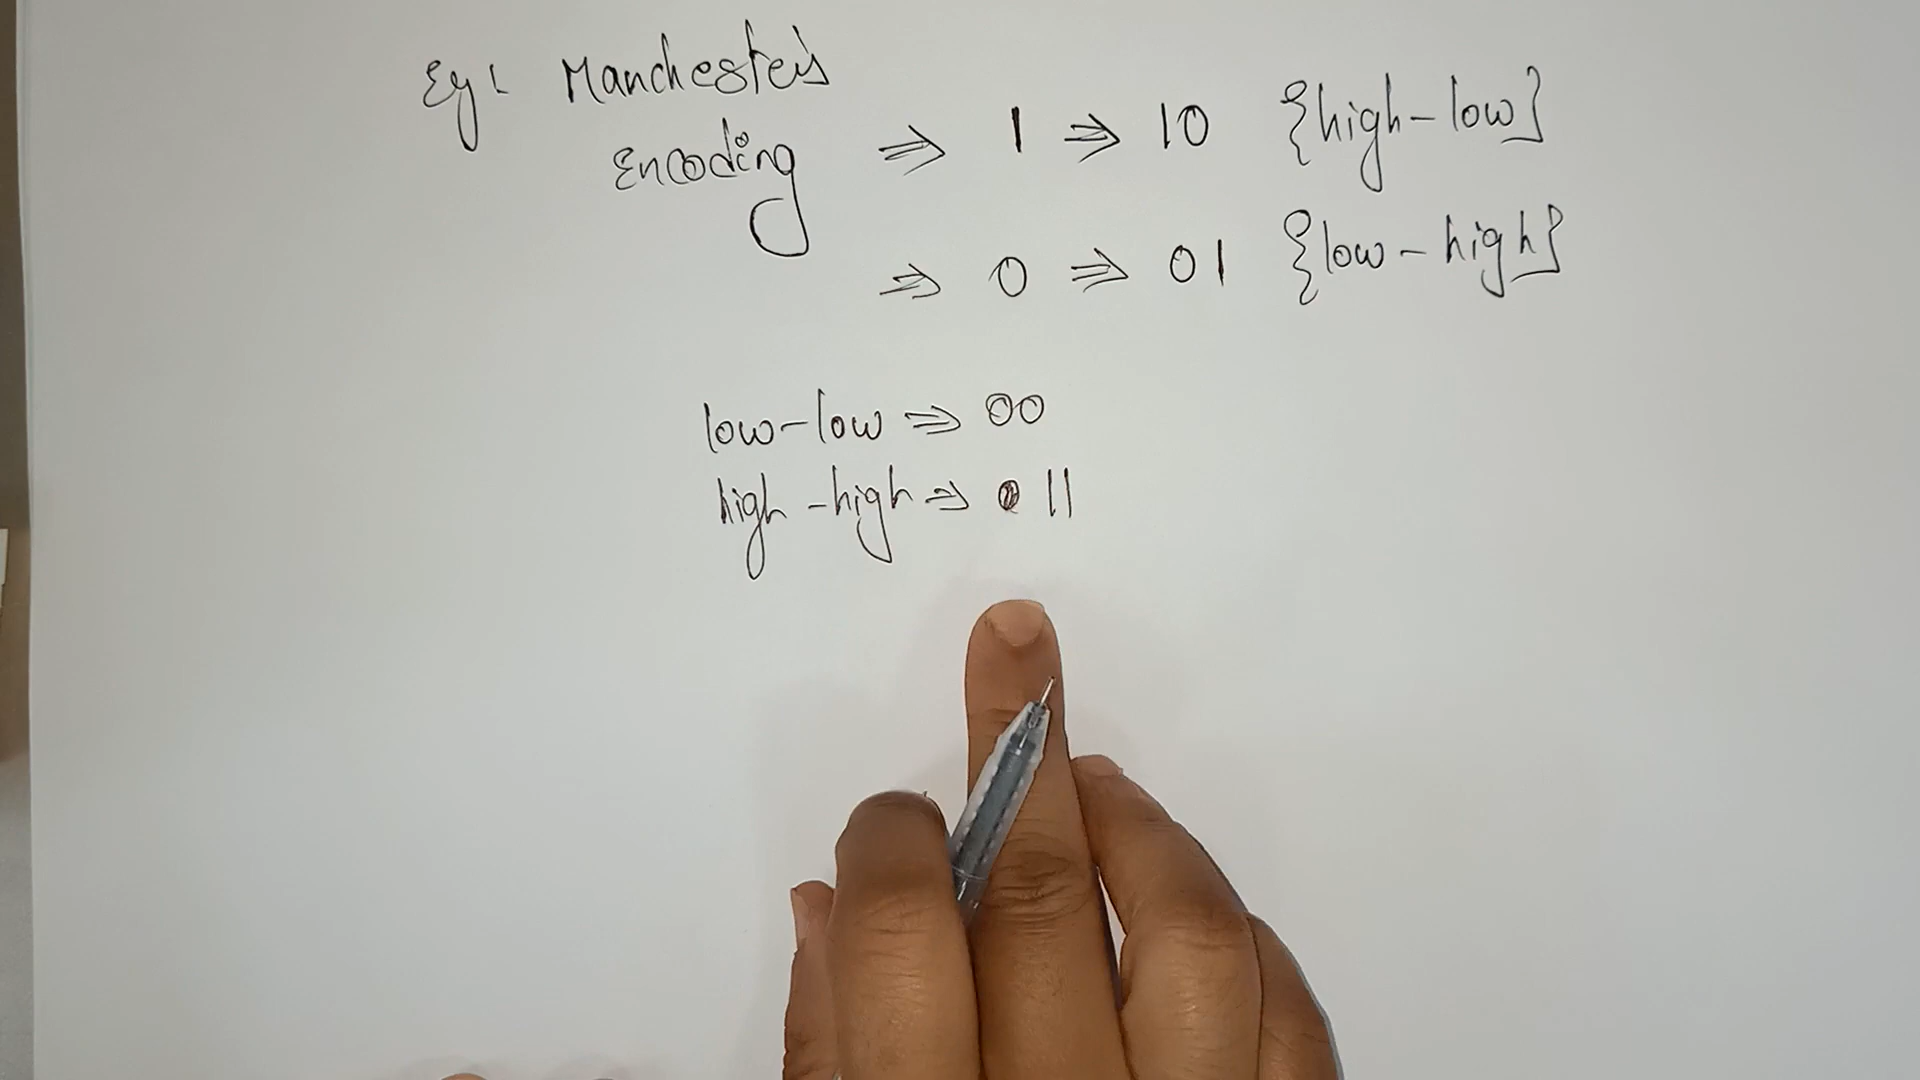 Eg: Manchester's
Encoding ⇒ 1 ⇒ 10 {high-low}
⇒ 0 ⇒ 01 {low-high}
low-low ⇒ 00
high-high ⇒ 11